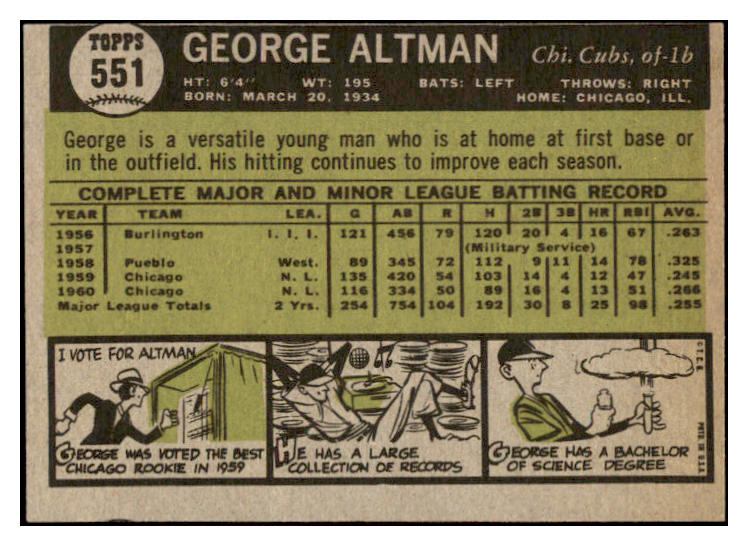 TOPPS
551
GEORGE ALTMAN Chi. Cubs, of-1b
HT: 6'4" WT: 195 BATS: LEFT THROWS: RIGHT
BORN: MARCH 20, 1934 HOME: CHICAGO, ILL.
George is a versatile young man who is at home at first base or
in the outfield. His hitting continues to improve each season.
COMPLETE MAJOR AND MINOR LEAGUE BATTING RECORD
YEAR TEAM LEA. G AB R H 2B 3B HR RBI AVG.
1956 Burlington I. I. I. 121 456 79 120 20 4 16 67 .263
1957 (Military Service)
1958 Pueblo West. 89 345 72 112 9 11 14 78 .325
1959 Chicago N. L. 135 420 54 103 14 4 12 47 .245
1960 Chicago N. L. 116 334 50 89 16 4 13 51 .266
Major League Totals 2 Yrs. 254 754 104 192 30 8 25 98 .255
I VOTE FOR ALTMAN
GEORGE WAS VOTED THE BEST
CHICAGO ROOKIE IN 1959
HE HAS A LARGE
COLLECTION OF RECORDS
GEORGE HAS A BACHELOR
OF SCIENCE DEGREE
© T. C. G.
PRTD. IN U.S.A.